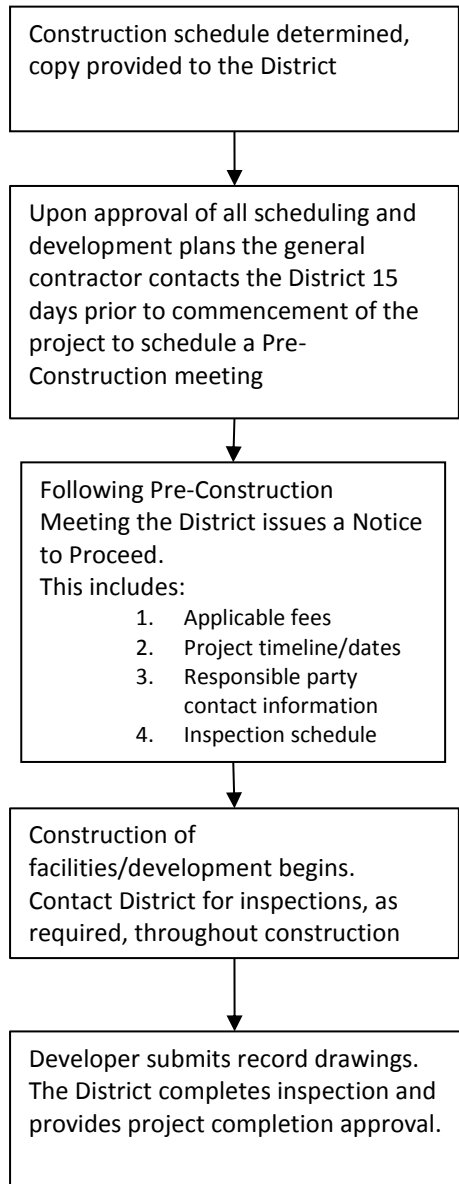 Construction schedule determined,
copy provided to the District
Upon approval of all scheduling and
development plans the general
contractor contacts the District 15
days prior to commencement of the
project to schedule a Pre-
Construction meeting
Following Pre-Construction
Meeting the District issues a Notice
to Proceed.
This includes:
1. Applicable fees
2. Project timeline/dates
3. Responsible party
contact information
4. Inspection schedule
Construction of
facilities/development begins.
Contact District for inspections, as
required, throughout construction
Developer submits record drawings.
The District completes inspection and
provides project completion approval.